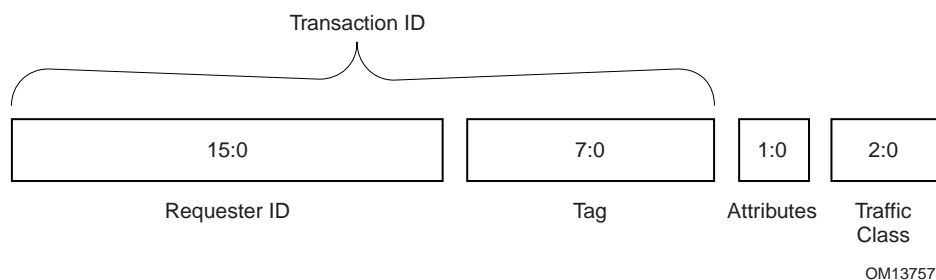 Transaction ID
15:0
7:0
1:0
2:0
Requester ID
Tag
Attributes
Traffic
Class
OM13757